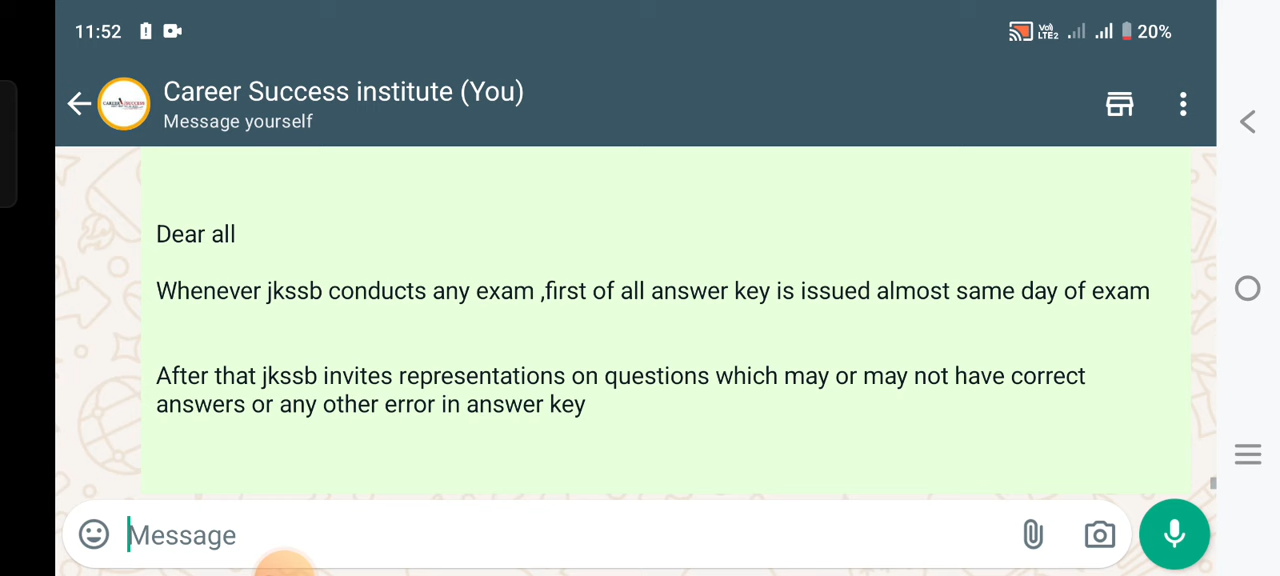 11:52
VoLTE2
20%
Career Success institute (You)
Message yourself
Dear all
Whenever jkssb conducts any exam ,first of all answer key is issued almost same day of exam
After that jkssb invites representations on questions which may or may not have correct
answers or any other error in answer key
Message